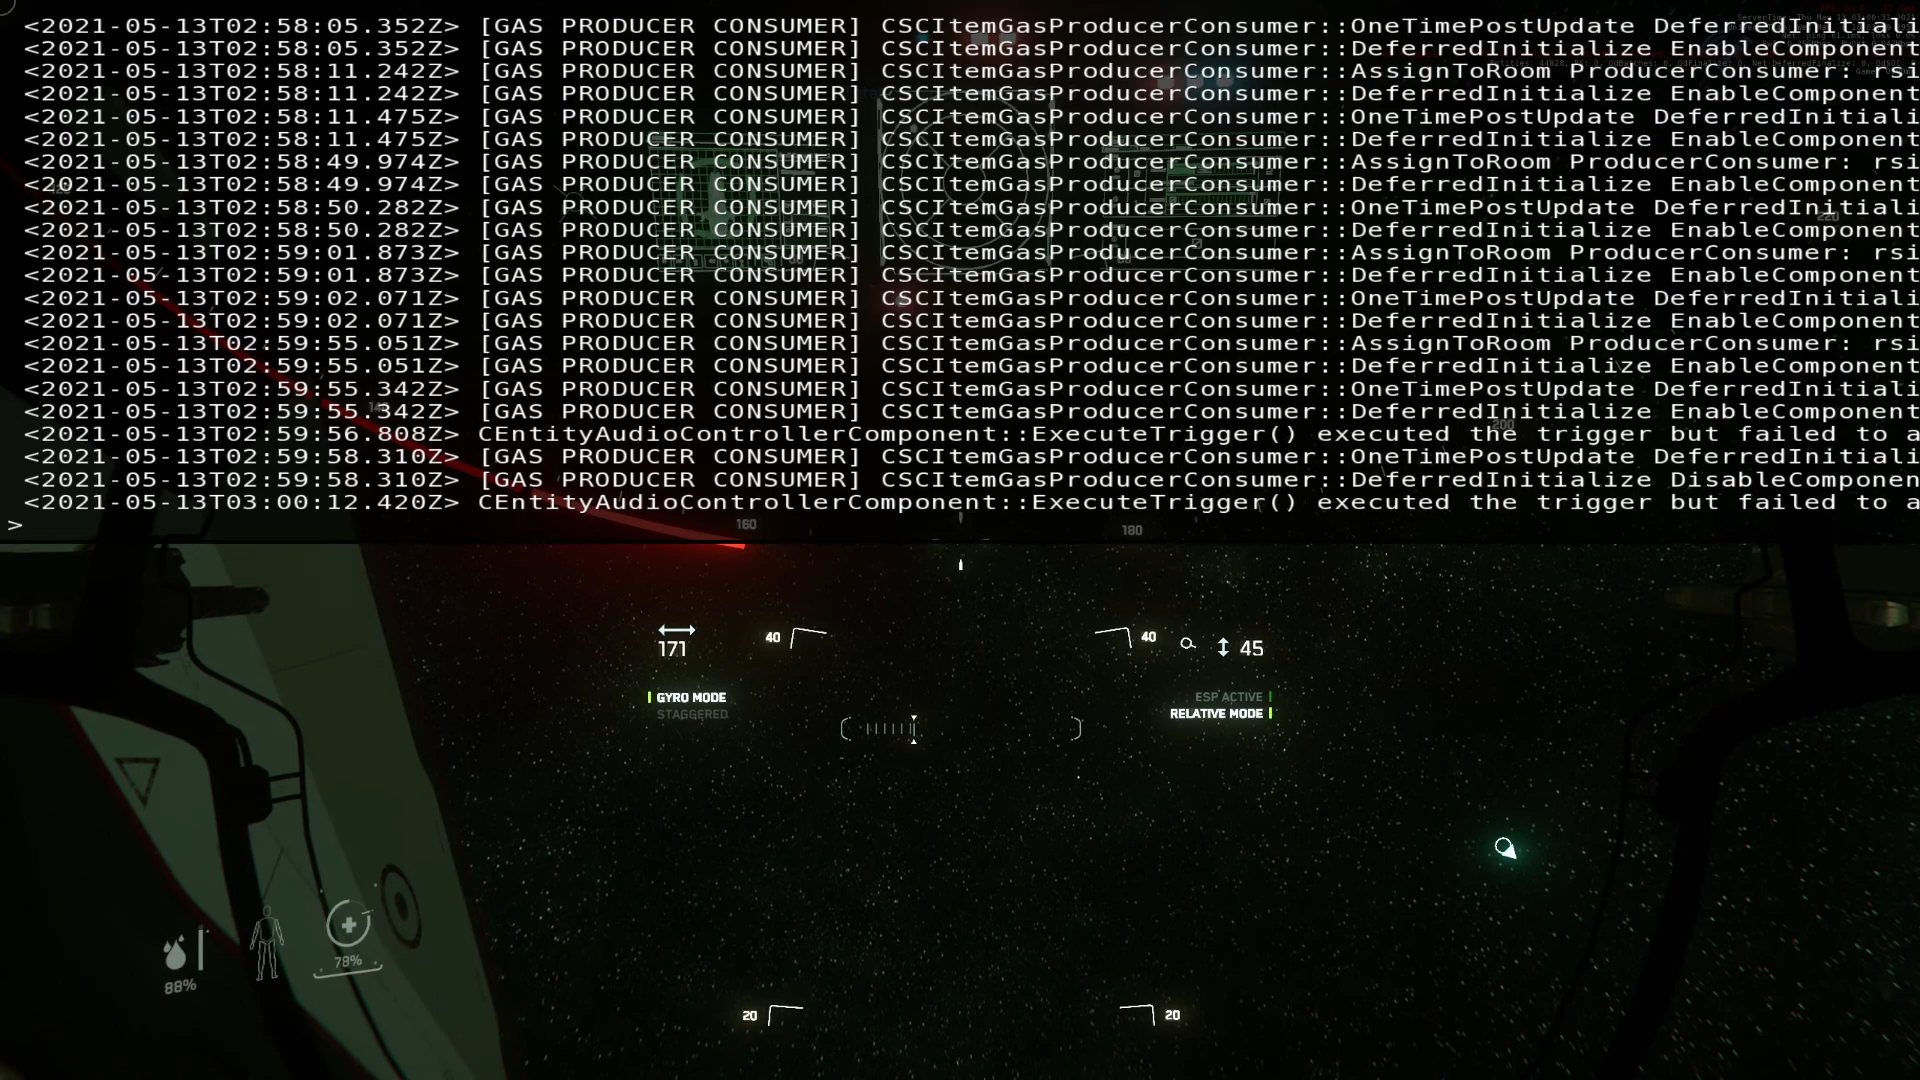 <2021-05-13T02:58:05.352Z> [GAS PRODUCER CONSUMER] CSCItemGasProducerConsumer::OneTimePostUpdate DeferredInitiali
<2021-05-13T02:58:05.352Z> [GAS PRODUCER CONSUMER] CSCItemGasProducerConsumer::DeferredInitialize EnableComponent
<2021-05-13T02:58:11.242Z> [GAS PRODUCER CONSUMER] CSCItemGasProducerConsumer::AssignToRoom ProducerConsumer: rsi
<2021-05-13T02:58:11.242Z> [GAS PRODUCER CONSUMER] CSCItemGasProducerConsumer::DeferredInitialize EnableComponent
<2021-05-13T02:58:11.475Z> [GAS PRODUCER CONSUMER] CSCItemGasProducerConsumer::OneTimePostUpdate DeferredInitiali
<2021-05-13T02:58:11.475Z> [GAS PRODUCER CONSUMER] CSCItemGasProducerConsumer::DeferredInitialize EnableComponent
<2021-05-13T02:58:49.974Z> [GAS PRODUCER CONSUMER] CSCItemGasProducerConsumer::AssignToRoom ProducerConsumer: rsi
<2021-05-13T02:58:49.974Z> [GAS PRODUCER CONSUMER] CSCItemGasProducerConsumer::DeferredInitialize EnableComponent
<2021-05-13T02:58:50.282Z> [GAS PRODUCER CONSUMER] CSCItemGasProducerConsumer::OneTimePostUpdate DeferredInitiali
<2021-05-13T02:58:50.282Z> [GAS PRODUCER CONSUMER] CSCItemGasProducerConsumer::DeferredInitialize EnableComponent
<2021-05-13T02:59:01.873Z> [GAS PRODUCER CONSUMER] CSCItemGasProducerConsumer::AssignToRoom ProducerConsumer: rsi
<2021-05-13T02:59:01.873Z> [GAS PRODUCER CONSUMER] CSCItemGasProducerConsumer::DeferredInitialize EnableComponent
<2021-05-13T02:59:02.071Z> [GAS PRODUCER CONSUMER] CSCItemGasProducerConsumer::OneTimePostUpdate DeferredInitiali
<2021-05-13T02:59:02.071Z> [GAS PRODUCER CONSUMER] CSCItemGasProducerConsumer::DeferredInitialize EnableComponent
<2021-05-13T02:59:55.051Z> [GAS PRODUCER CONSUMER] CSCItemGasProducerConsumer::AssignToRoom ProducerConsumer: rsi
<2021-05-13T02:59:55.051Z> [GAS PRODUCER CONSUMER] CSCItemGasProducerConsumer::DeferredInitialize EnableComponent
<2021-05-13T02:59:55.342Z> [GAS PRODUCER CONSUMER] CSCItemGasProducerConsumer::OneTimePostUpdate DeferredInitiali
<2021-05-13T02:59:55.342Z> [GAS PRODUCER CONSUMER] CSCItemGasProducerConsumer::DeferredInitialize EnableComponent
<2021-05-13T02:59:56.808Z> CEntityAudioControllerComponent::ExecuteTrigger() executed the trigger but failed to a
<2021-05-13T02:59:58.310Z> [GAS PRODUCER CONSUMER] CSCItemGasProducerConsumer::OneTimePostUpdate DeferredInitiali
<2021-05-13T02:59:58.310Z> [GAS PRODUCER CONSUMER] CSCItemGasProducerConsumer::DeferredInitialize DisableComponen
<2021-05-13T03:00:12.420Z> CEntityAudioControllerComponent::ExecuteTrigger() executed the trigger but failed to a
>
220
140
200
160
180
171
40
40
45
GYRO MODE
STAGGERED
ESP ACTIVE
RELATIVE MODE
88%
78%
20
20